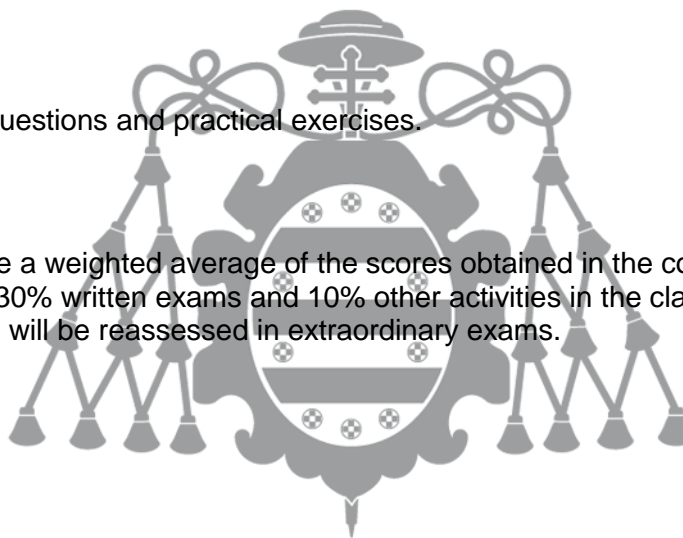 uestions and practical exercises.
e a weighted average of the scores obtained in the co
30% written exams and 10% other activities in the cla
will be reassessed in extraordinary exams.